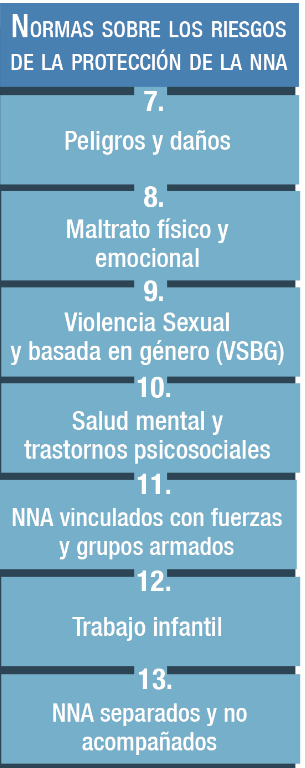 NORMAS SOBRE LOS RIESGOS
DE LA PROTECCIÓN DE LA NNA
7.
Peligros y daños
8.
Maltrato físico y
emocional
9.
Violencia Sexual
y basada en género (VSBG)
10.
Salud mental y
trastornos psicosociales
11.
NNA vinculados con fuerzas
y grupos armados
12.
Trabajo infantil
13.
NNA separados y no
acompañados